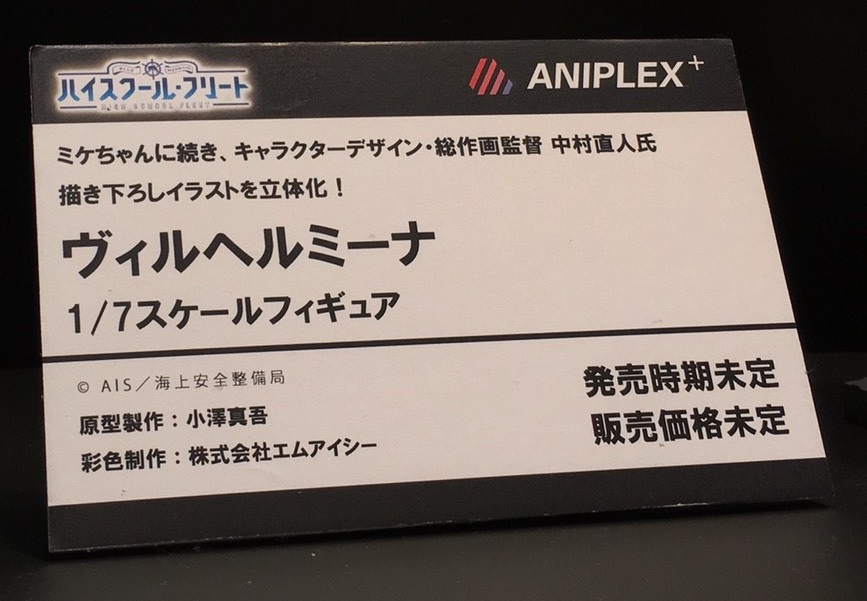 ハイスクール・フリート
HIGH SCHOOL FLEET
ANIPLEX+
ミケちゃんに続き、キャラクターデザイン・総作画監督 中村直人氏
描き下ろしイラストを立体化！
ヴィルヘルミーナ
1/7スケールフィギュア
© AIS／海上安全整備局
原型製作：小澤真吾
彩色制作：株式会社エムアイシー
発売時期未定
販売価格未定